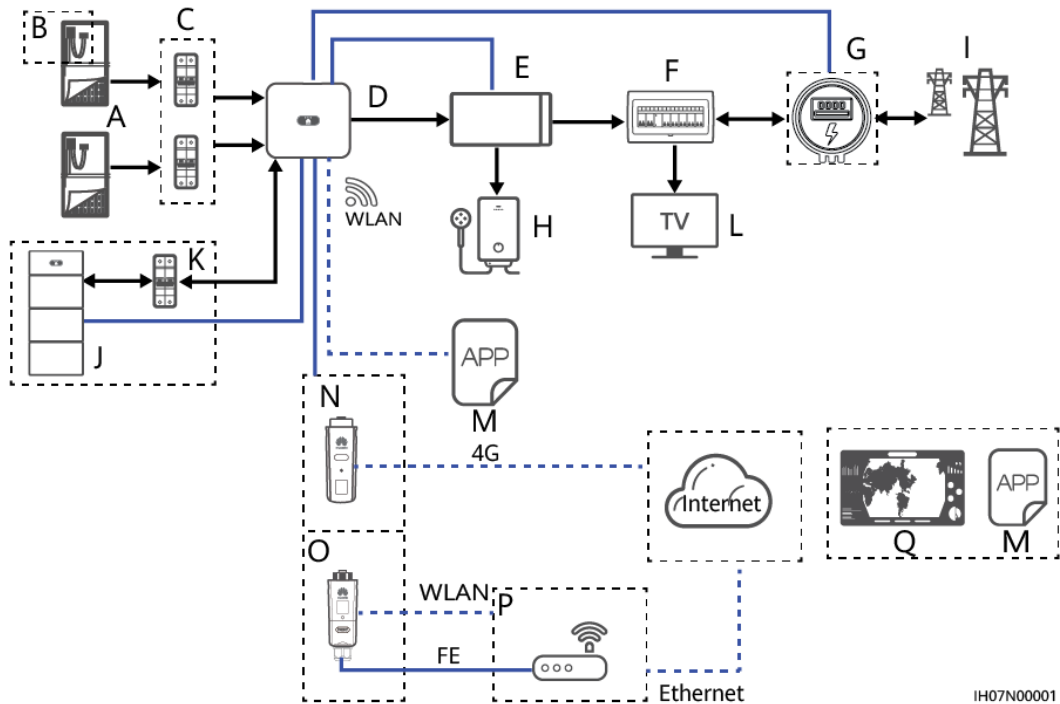 B
C
A
D
E
F
G
I
K
J
WLAN
H
TV
L
APP
M
4G
N
Internet
APP
Q
M
O
WLAN
P
FE
Ethernet
IH07N00001